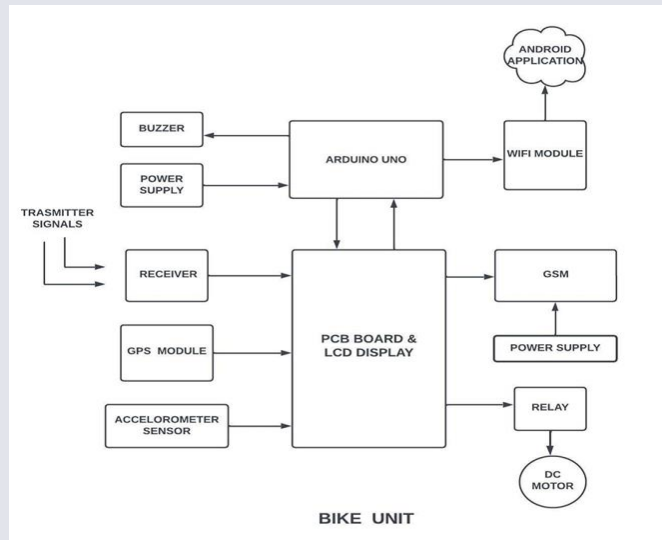 ANDROID
APPLICATION
BUZZER
ARDUINO UNO
WIFI MODULE
POWER
SUPPLY
TRASMITTER
SIGNALS
RECEIVER
GSM
PCB BOARD &
LCD DISPLAY
GPS MODULE
POWER SUPPLY
ACCELOROMETER
SENSOR
RELAY
DC
MOTOR
BIKE UNIT